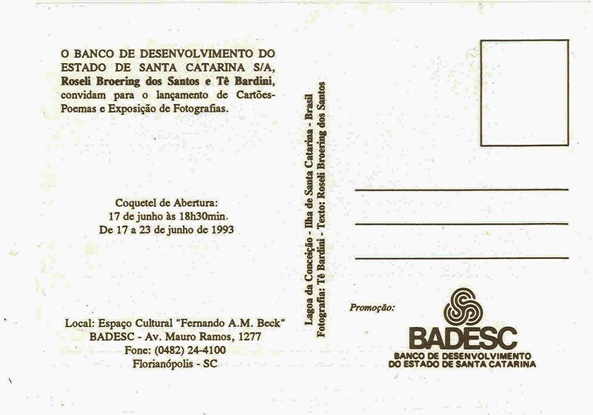 O BANCO DE DESENVOLVIMENTO DO
ESTADO DE SANTA CATARINA S/A,
Roseli Broering dos Santos e Tê Bardini,
convidam para o lançamento de Cartões-
Poemas e Exposição de Fotografias.
Coquetel de Abertura:
17 de junho às 18h30min.
De 17 a 23 de junho de 1993
Local: Espaço Cultural "Fernando A.M. Beck"
BADESC - Av. Mauro Ramos, 1277
Fone: (0482) 24-4100
Florianópolis - SC
Lagoa da Conceição - Ilha de Santa Catarina - Brasil
Fotografia: Tê Bardini - Texto: Roseli Broering dos Santos
Promoção:
BADESC
BANCO DE DESENVOLVIMENTO
DO ESTADO DE SANTA CATARINA